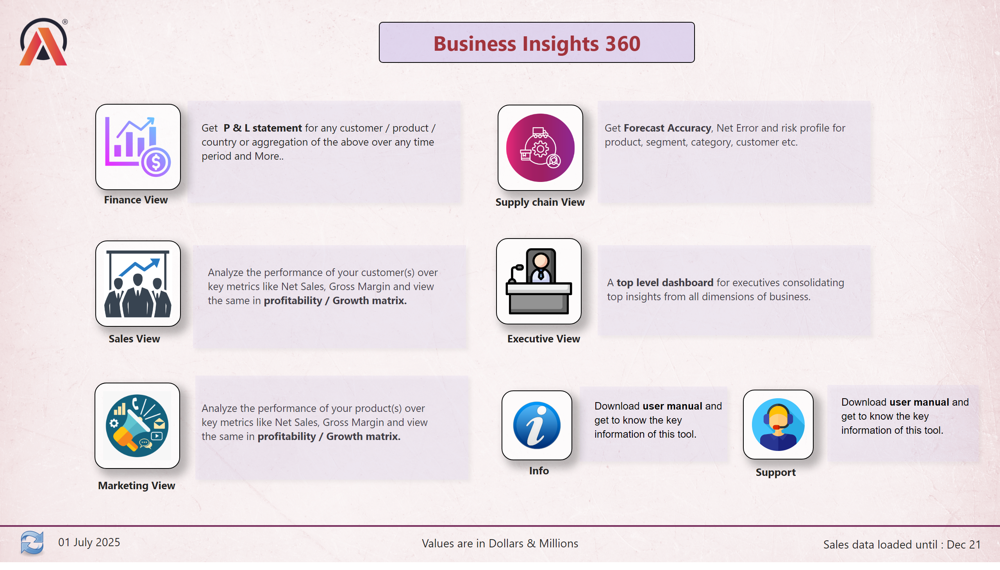 ®
Business Insights 360
Get  P & L statement for any customer / product /
country or aggregation of the above over any time
period and More..
Finance View
Get Forecast Accuracy, Net Error and risk profile for
product, segment, category, customer etc.
Supply chain View
Analyze the performance of your customer(s) over
key metrics like Net Sales, Gross Margin and view
the same in profitability / Growth matrix.
Sales View
A top level dashboard for executives consolidating
top insights from all dimensions of business.
Executive View
Analyze the performance of your product(s) over
key metrics like Net Sales, Gross Margin and view
the same in profitability / Growth matrix.
Marketing View
Download user manual and
get to know the key
information of this tool.
Info
Download user manual and
get to know the key
information of this tool.
Support
01 July 2025
Values are in Dollars & Millions
Sales data loaded until : Dec 21